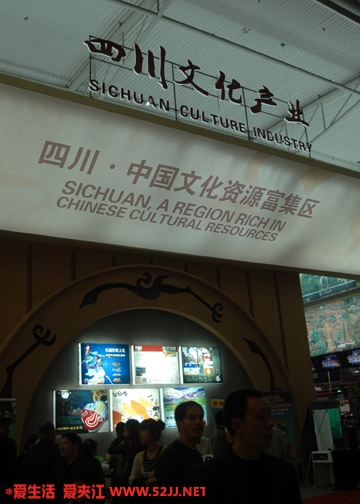 四川文化产业
SICHUAN CULTURE INDUSTRY
四川·中国文化资源富集区
SICHUAN, A REGION RICH IN
CHINESE CULTURAL RESOURCES
*爱生活 爱夹江 WWW.52JJ.NET